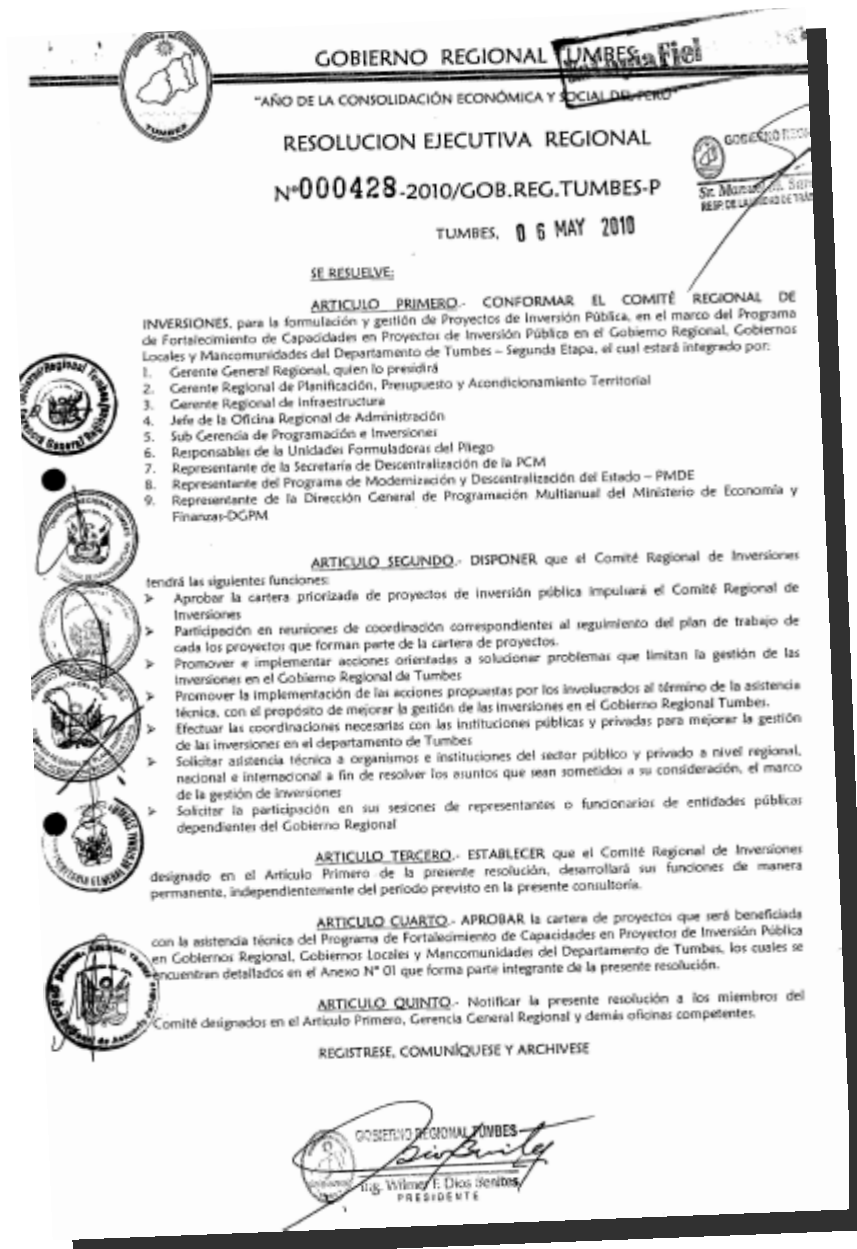 GOBIERNO REGIONAL TUMBES
"AÑO DE LA CONSOLIDACIÓN ECONÓMICA Y SOCIAL DEL PERÚ"
RESOLUCION EJECUTIVA REGIONAL
GOBIERNO REG
Nº000428-2010/GOB.REG.TUMBES-P
TUMBES, 0 6 MAY 2010
SE RESUELVE:
ARTICULO PRIMERO.- CONFORMAR EL COMITÉ REGIONAL DE
INVERSIONES, para la formulación y gestión de Proyectos de Inversión Pública, en el marco del Programa
de Fortalecimiento de Capacidades en Proyectos de Inversión Pública en el Gobierno Regional, Gobiernos
Locales y Mancomunidades del Departamento de Tumbes – Segunda Etapa, el cual estará integrado por:
1. Gerente General Regional, quien lo presidirá
2. Gerente Regional de Planificación, Presupuesto y Acondicionamiento Territorial
3. Gerente Regional de Infraestructura
4. Jefe de la Oficina Regional de Administración
5. Sub Gerencia de Programación e Inversiones
6. Responsables de la Unidades Formuladoras del Pliego
7. Representante de la Secretaría de Descentralización de la PCM
8. Representante del Programa de Modernización y Descentralización del Estado – PMDE
9. Representante de la Dirección General de Programación Multianual del Ministerio de Economía y
Finanzas-DGPM
ARTICULO SEGUNDO.- DISPONER que el Comité Regional de Inversiones
tendrá las siguientes funciones:
➢ Aprobar la cartera priorizada de proyectos de inversión pública impulsará el Comité Regional de
Inversiones
➢ Participación en reuniones de coordinación correspondientes al seguimiento del plan de trabajo de
cada los proyectos que forman parte de la cartera de proyectos.
➢ Promover e implementar acciones orientadas a solucionar problemas que limitan la gestión de las
inversiones en el Gobierno Regional de Tumbes
➢ Promover la implementación de las acciones propuestas por los involucrados al término de la asistencia
técnica, con el propósito de mejorar la gestión de las inversiones en el Gobierno Regional Tumbes.
➢ Efectuar las coordinaciones necesarias con las instituciones públicas y privadas para mejorar la gestión
de las inversiones en el departamento de Tumbes
➢ Solicitar asistencia técnica a organismos e instituciones del sector público y privado a nivel regional,
nacional e internacional a fin de resolver los asuntos que sean sometidos a su consideración, el marco
de la gestión de inversiones
➢ Solicitar la participación en sus sesiones de representantes o funcionarios de entidades públicas
dependientes del Gobierno Regional
ARTICULO TERCERO.- ESTABLECER que el Comité Regional de Inversiones
designado en el Artículo Primero de la presente resolución, desarrollará sus funciones de manera
permanente, independientemente del periodo previsto en la presente consultoría.
ARTICULO CUARTO.- APROBAR la cartera de proyectos que será beneficiada
con la asistencia técnica del Programa de Fortalecimiento de Capacidades en Proyectos de Inversión Pública
en Gobiernos Regional, Gobiernos Locales y Mancomunidades del Departamento de Tumbes, los cuales se
encuentran detallados en el Anexo Nº 01 que forma parte integrante de la presente resolución.
ARTICULO QUINTO.- Notificar la presente resolución a los miembros del
Comité designados en el Artículo Primero, Gerencia General Regional y demás oficinas competentes.
REGISTRESE, COMUNÍQUESE Y ARCHIVESE
GOBIERNO REGIONAL TUMBES
Ing. Wilmer F. Dios Benites
PRESIDENTE